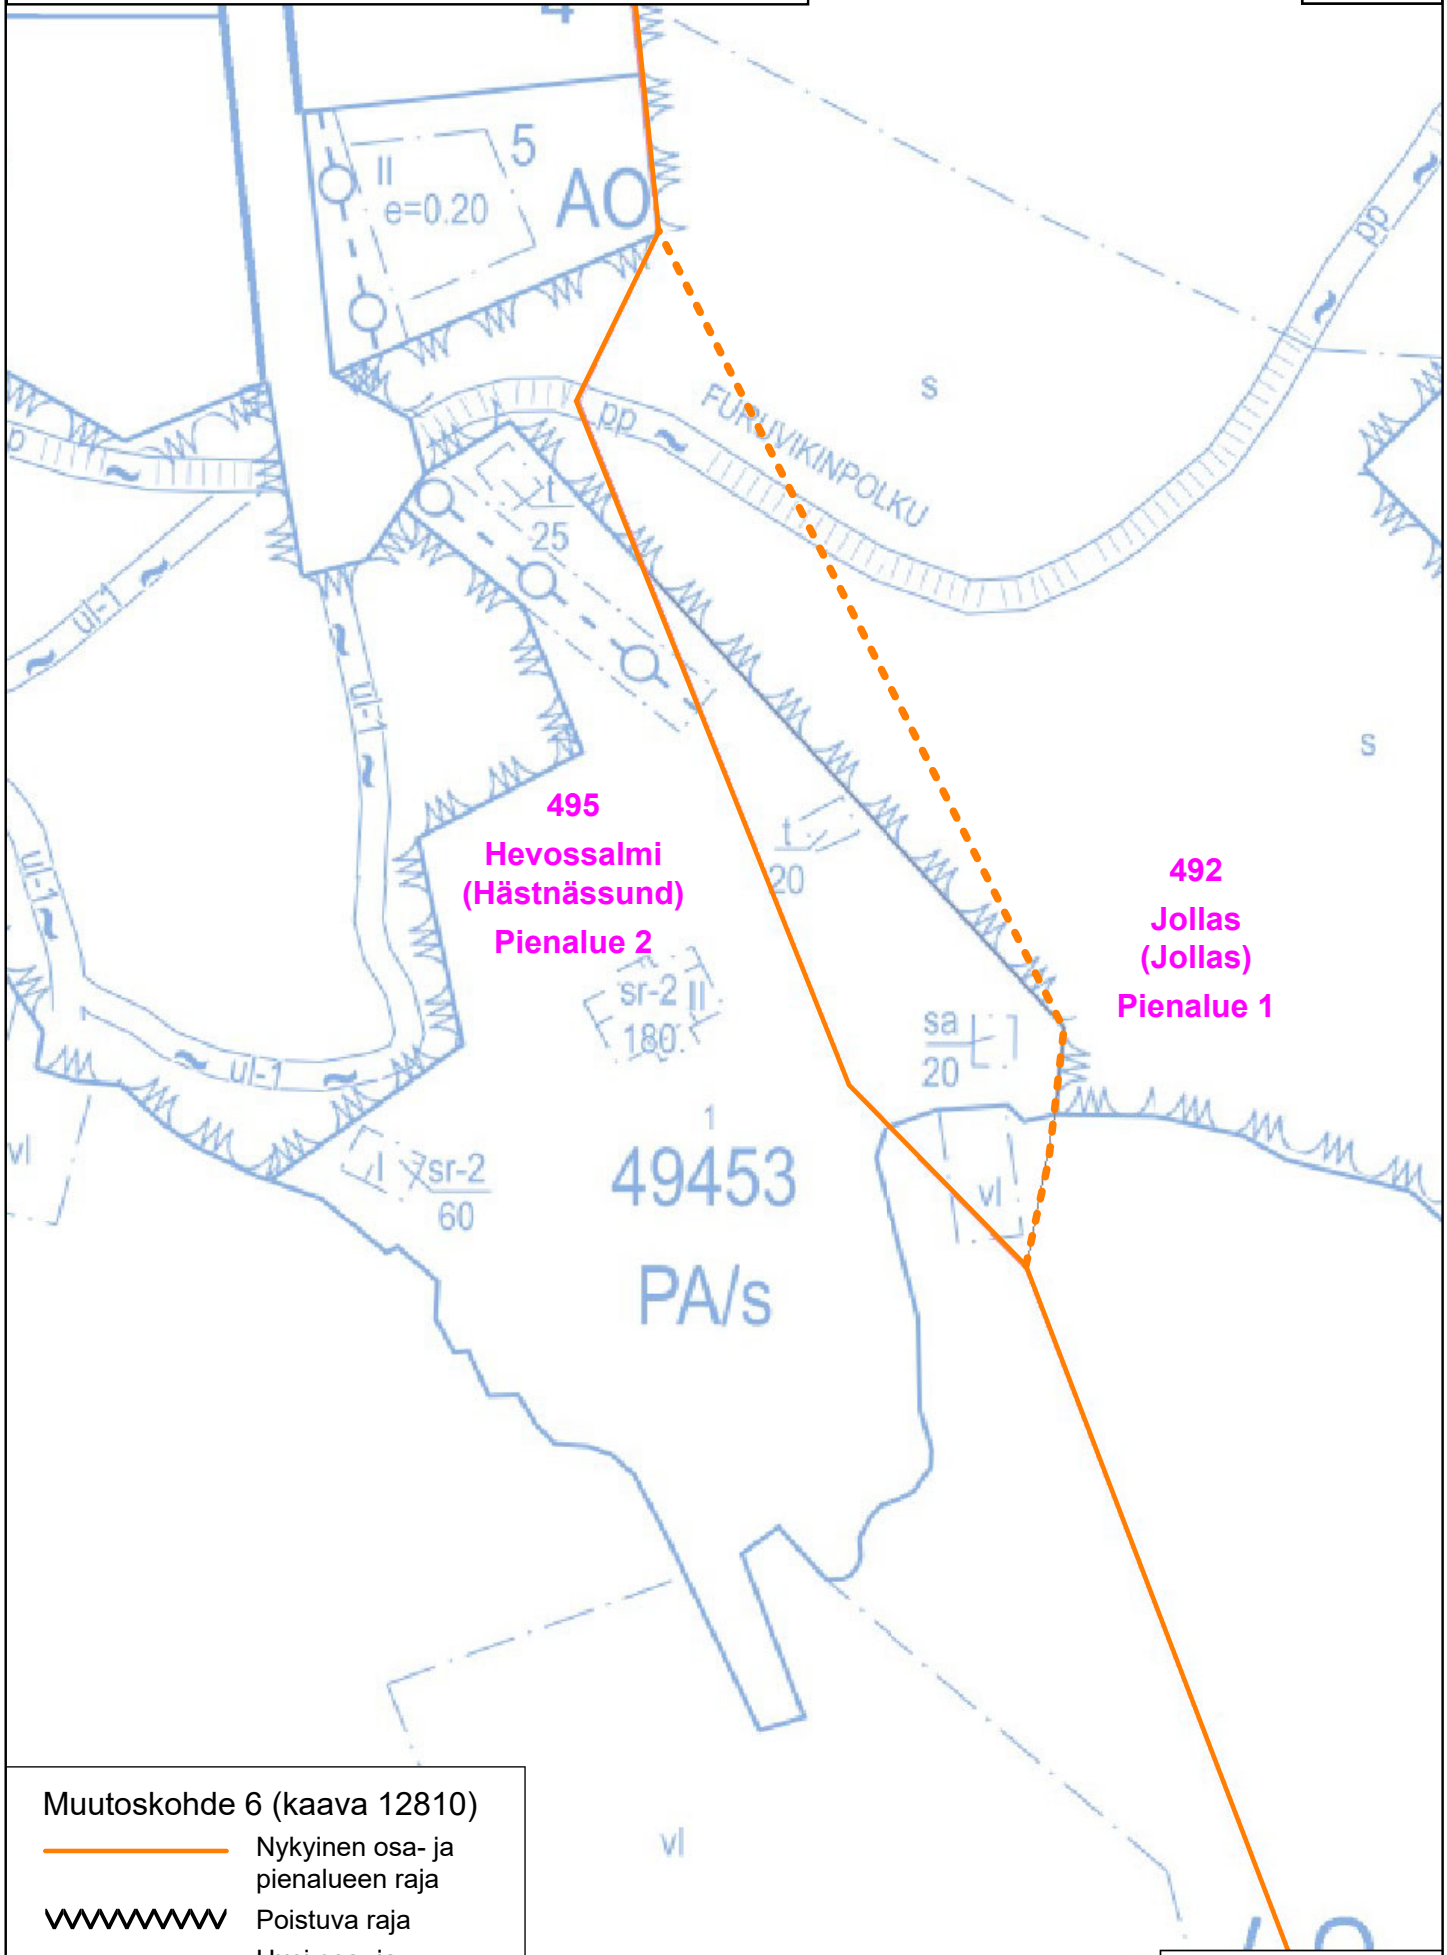 5
II
e=0.20
AO
pp
s
FURUVIKINPOLKU
pp
t
25
ul-1
ul-1
s
495
Hevossalmi
(Hästnässund)
Pienalue 2
t
20
ul-1
492
Jollas
(Jollas)
Pienalue 1
sr-2 II
180
sa
20
ul-1
1
vl
49453
I
sr-2
60
vl
PA/s
Muutoskohde 6 (kaava 12810)
Nykyinen osa- ja
pienalueen raja
Poistuva raja
vl